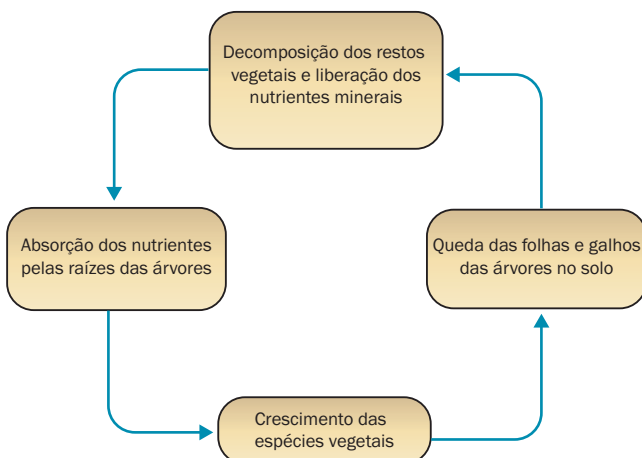 Decomposição dos restos
vegetais e liberação dos
nutrientes minerais
Absorção dos nutrientes
pelas raízes das árvores
Queda das folhas e galhos
das árvores no solo
Crescimento das
espécies vegetais